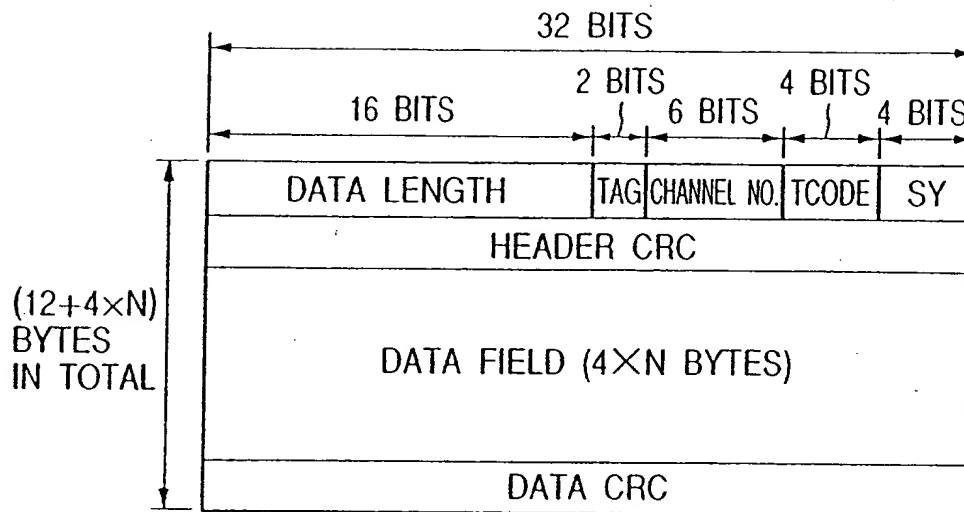 32 BITS
2 BITS 4 BITS
16 BITS 6 BITS 4 BITS
DATA LENGTH TAG CHANNEL NO. TCODE SY
HEADER CRC
(12+4×N)
BYTES
IN TOTAL
DATA FIELD (4×N BYTES)
DATA CRC